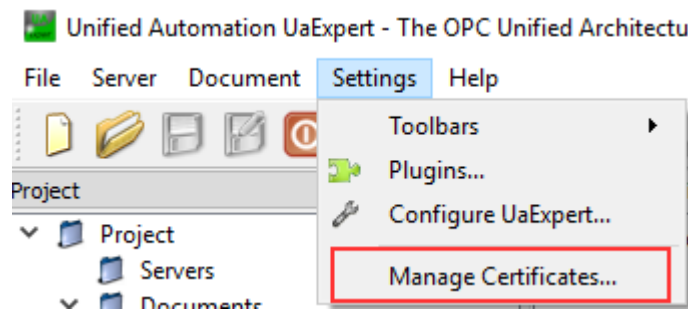 Unified Automation UaExpert - The OPC Unified Architectu
File Server Document Settings Help
Toolbars
Plugins...
Project
Configure UaExpert...
Project
Servers
Manage Certificates...
Documents